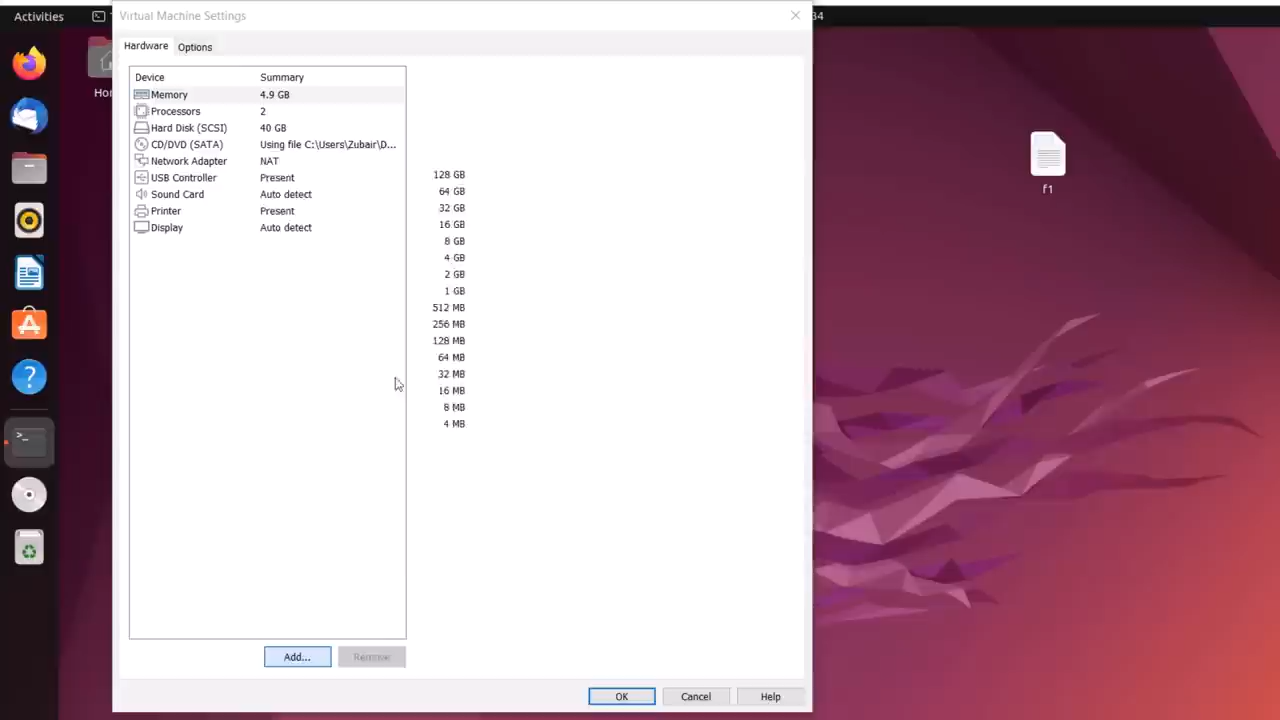 Activities
Virtual Machine Settings
34
Hardware
Options
Device Summary
Memory 4.9 GB
Processors 2
Hard Disk (SCSI) 40 GB
CD/DVD (SATA) Using file C:\Users\Zubair\D...
Network Adapter NAT
USB Controller Present
Sound Card Auto detect
Printer Present
Display Auto detect
128 GB
64 GB
32 GB
16 GB
8 GB
4 GB
2 GB
1 GB
512 MB
256 MB
128 MB
64 MB
32 MB
16 MB
8 MB
4 MB
f1
Add...
Remove
OK
Cancel
Help